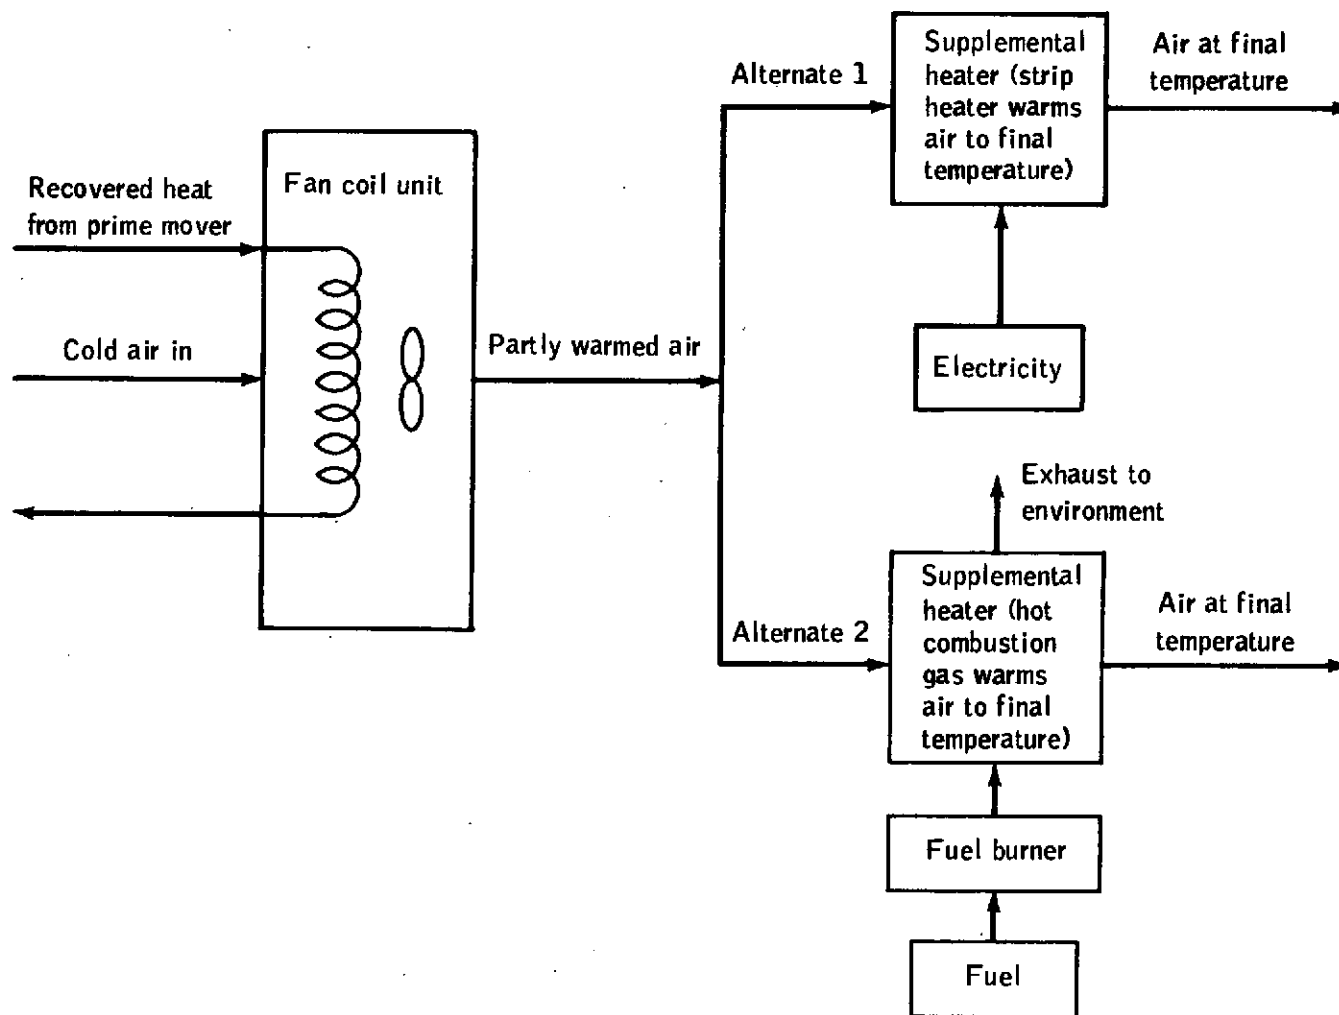 Recovered heat
from prime mover
Cold air in
Fan coil unit
Partly warmed air
Alternate 1
Supplemental
heater (strip
heater warms
air to final
temperature)
Air at final
temperature
Electricity
Exhaust to
environment
Alternate 2
Supplemental
heater (hot
combustion
gas warms
air to final
temperature)
Air at final
temperature
Fuel burner
Fuel